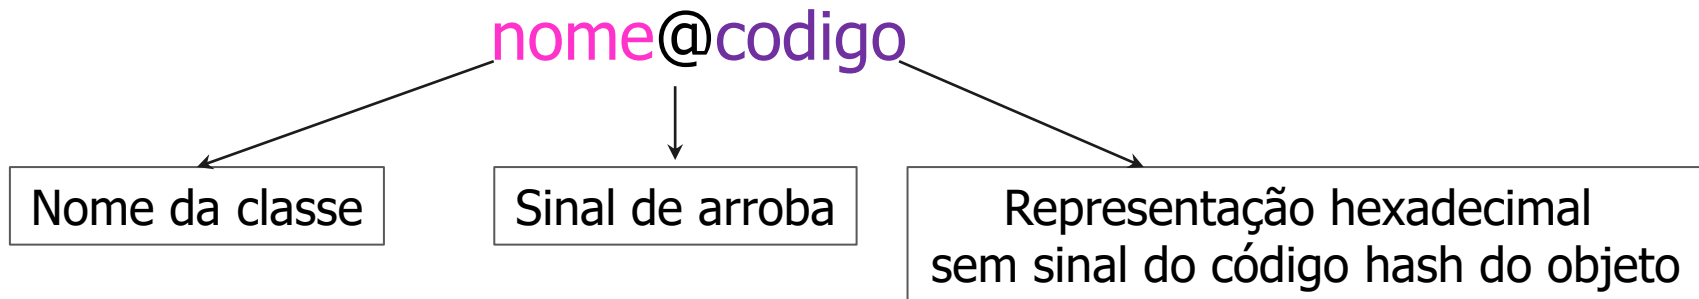 nome@codigo
Nome da classe
Sinal de arroba
Representação hexadecimal
sem sinal do código hash do objeto